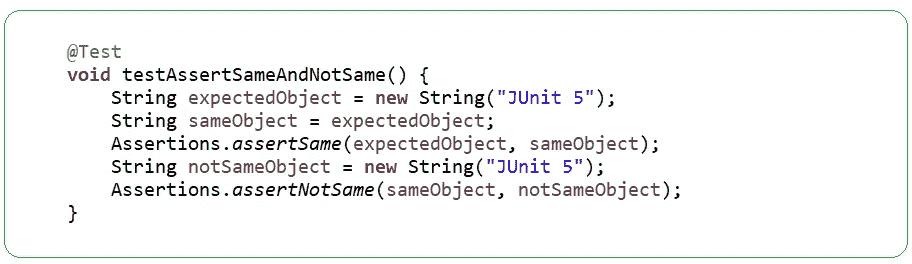 @Test
void testAssertSameAndNotSame() {
    String expectedObject = new String("JUnit 5");
    String sameObject = expectedObject;
    Assertions.assertSame(expectedObject, sameObject);
    String notSameObject = new String("JUnit 5");
    Assertions.assertNotSame(sameObject, notSameObject);
}